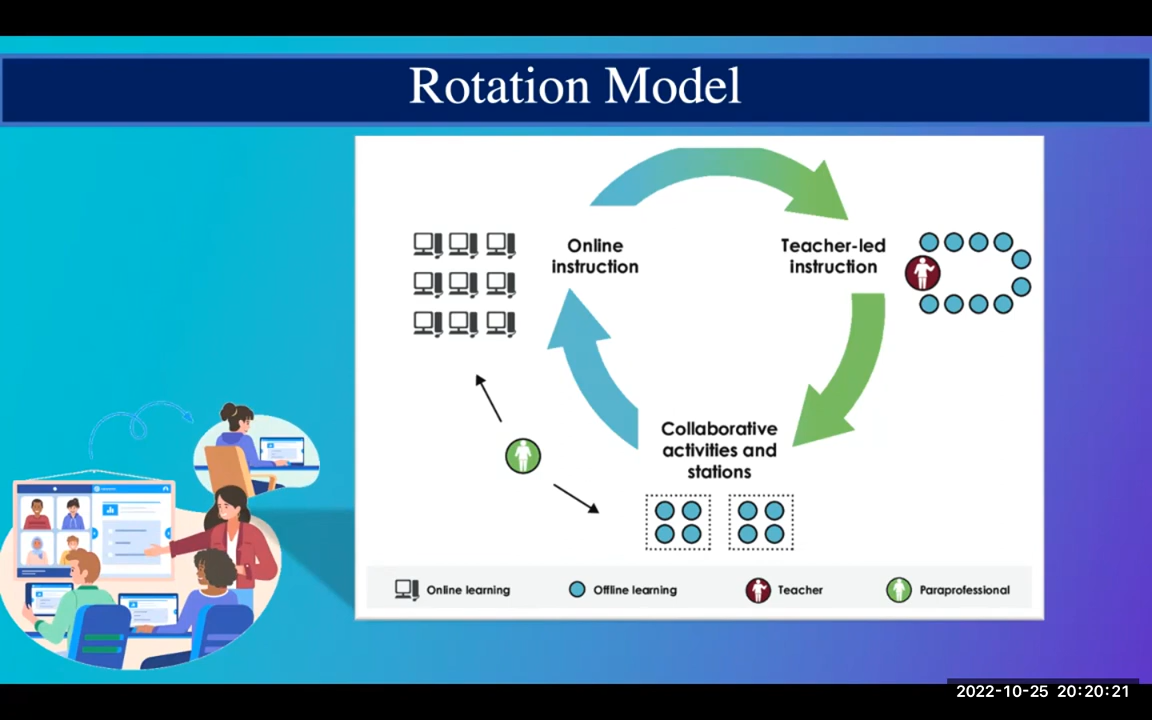 Rotation Model
Online
instruction
Teacher-led
instruction
Collaborative
activities and
stations
Online learning
Offline learning
Teacher
Paraprofessional
2022-10-25 20:20:21